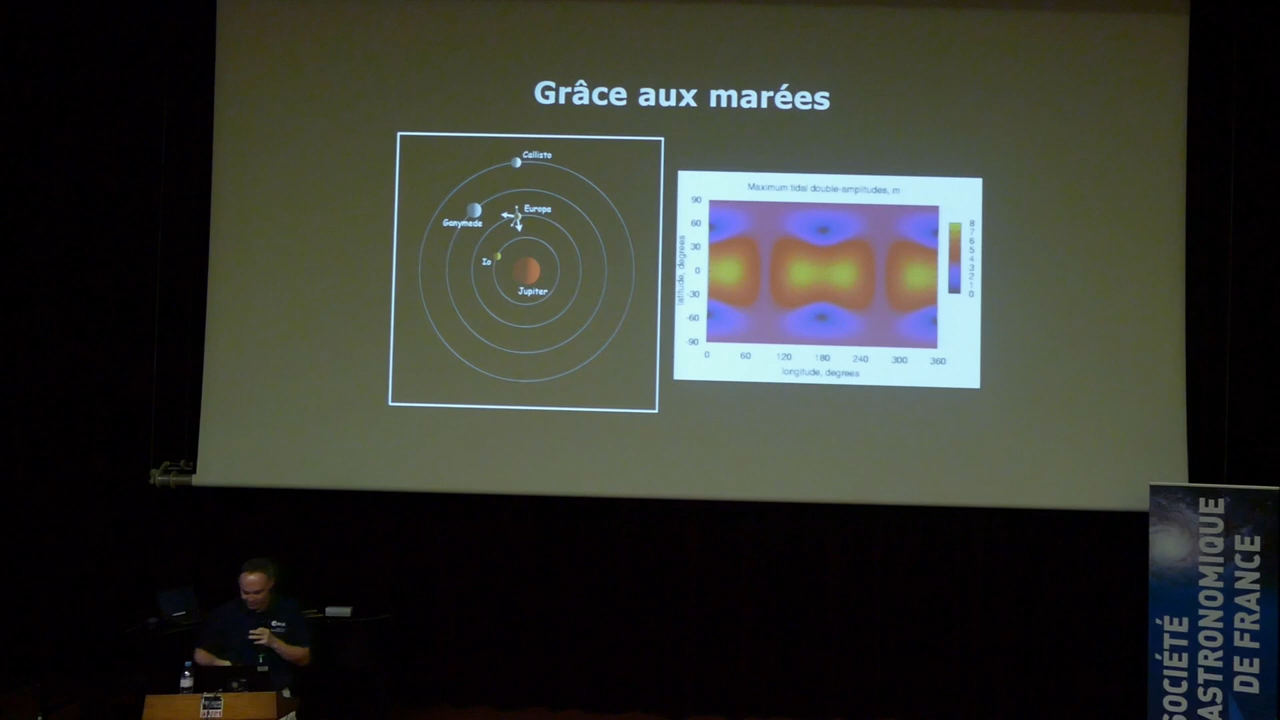 Grâce aux marées
Callisto
Europa
Ganymede
Io
Jupiter
Maximum tidal double-amplitudes, m
90
60
30
0
-30
-60
-90
latitude, degrees
0 60 120 180 240 300 360
longitude, degrees
8
7
6
5
4
3
2
1
0
SOCIÉTÉ
ASTRONOMIQUE
DE FRANCE